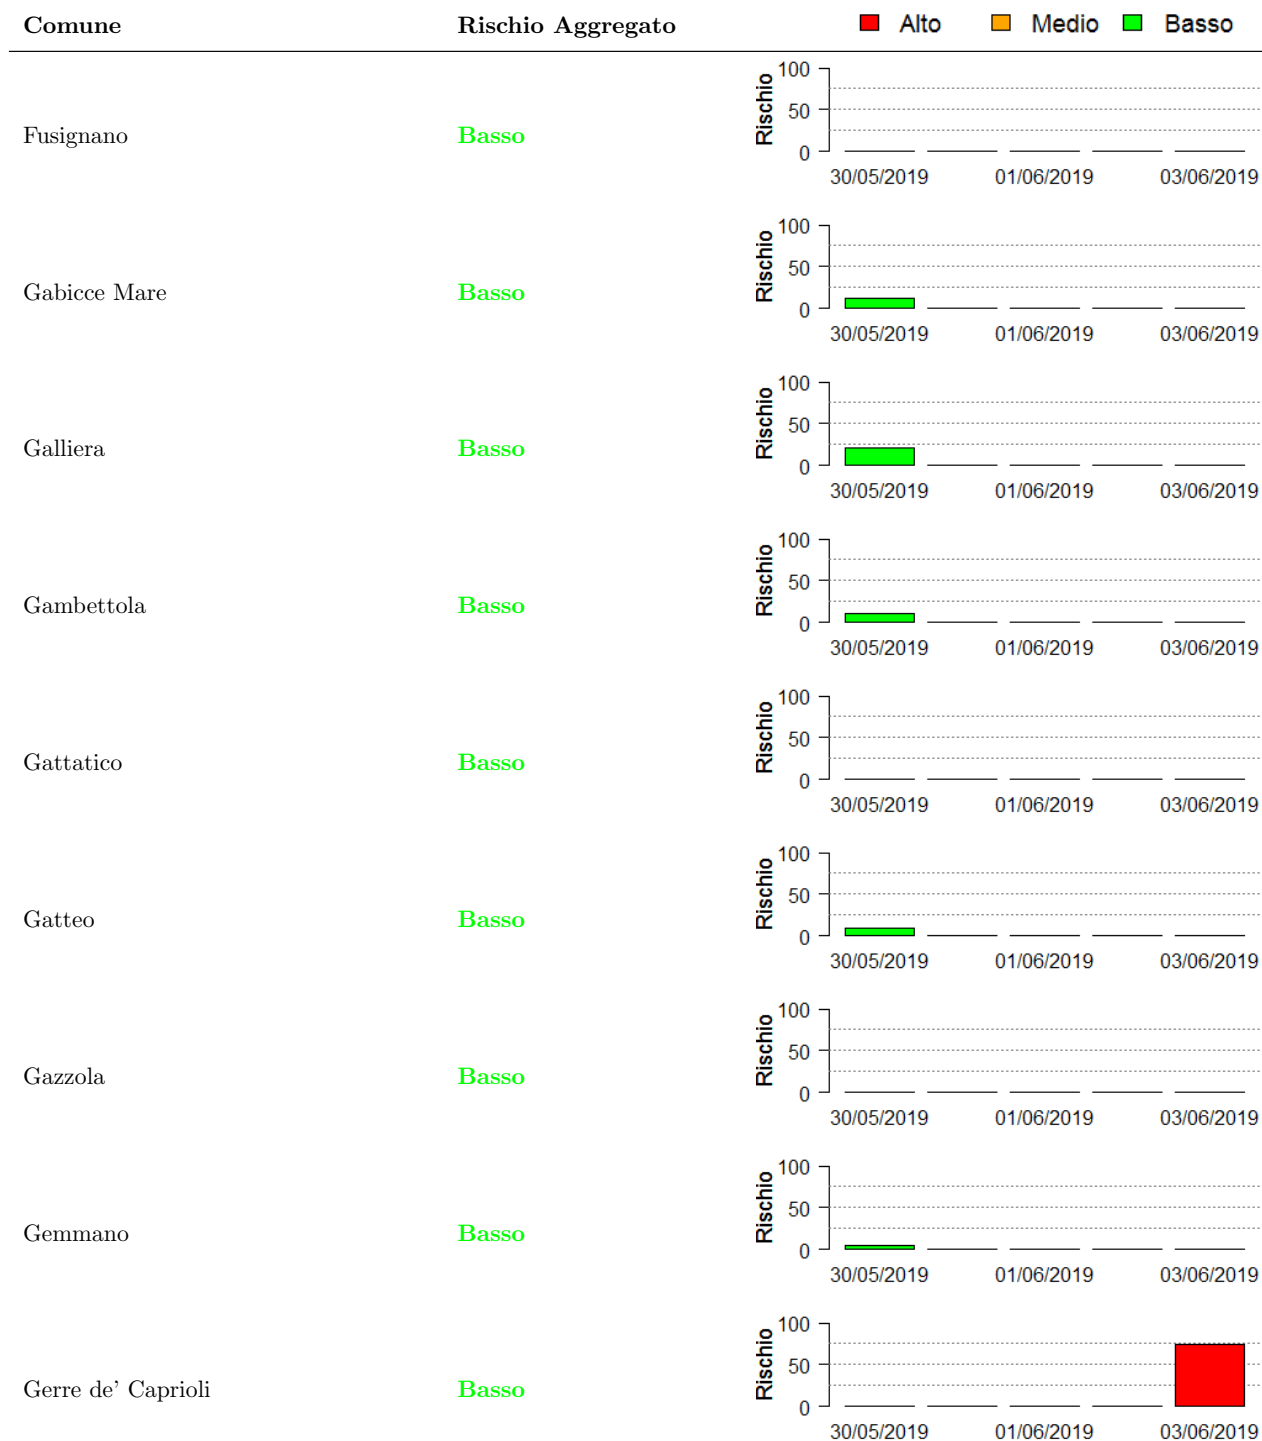 Comune Rischio Aggregato Alto Medio Basso
Fusignano Basso Rischio 100 50 0
30/05/2019 01/06/2019 03/06/2019
Gabicce Mare Basso Rischio 100 50 0
30/05/2019 01/06/2019 03/06/2019
Galliera Basso Rischio 100 50 0
30/05/2019 01/06/2019 03/06/2019
Gambettola Basso Rischio 100 50 0
30/05/2019 01/06/2019 03/06/2019
Gattatico Basso Rischio 100 50 0
30/05/2019 01/06/2019 03/06/2019
Gatteo Basso Rischio 100 50 0
30/05/2019 01/06/2019 03/06/2019
Gazzola Basso Rischio 100 50 0
30/05/2019 01/06/2019 03/06/2019
Gemmano Basso Rischio 100 50 0
30/05/2019 01/06/2019 03/06/2019
Gerre de' Caprioli Basso Rischio 100 50 0
30/05/2019 01/06/2019 03/06/2019